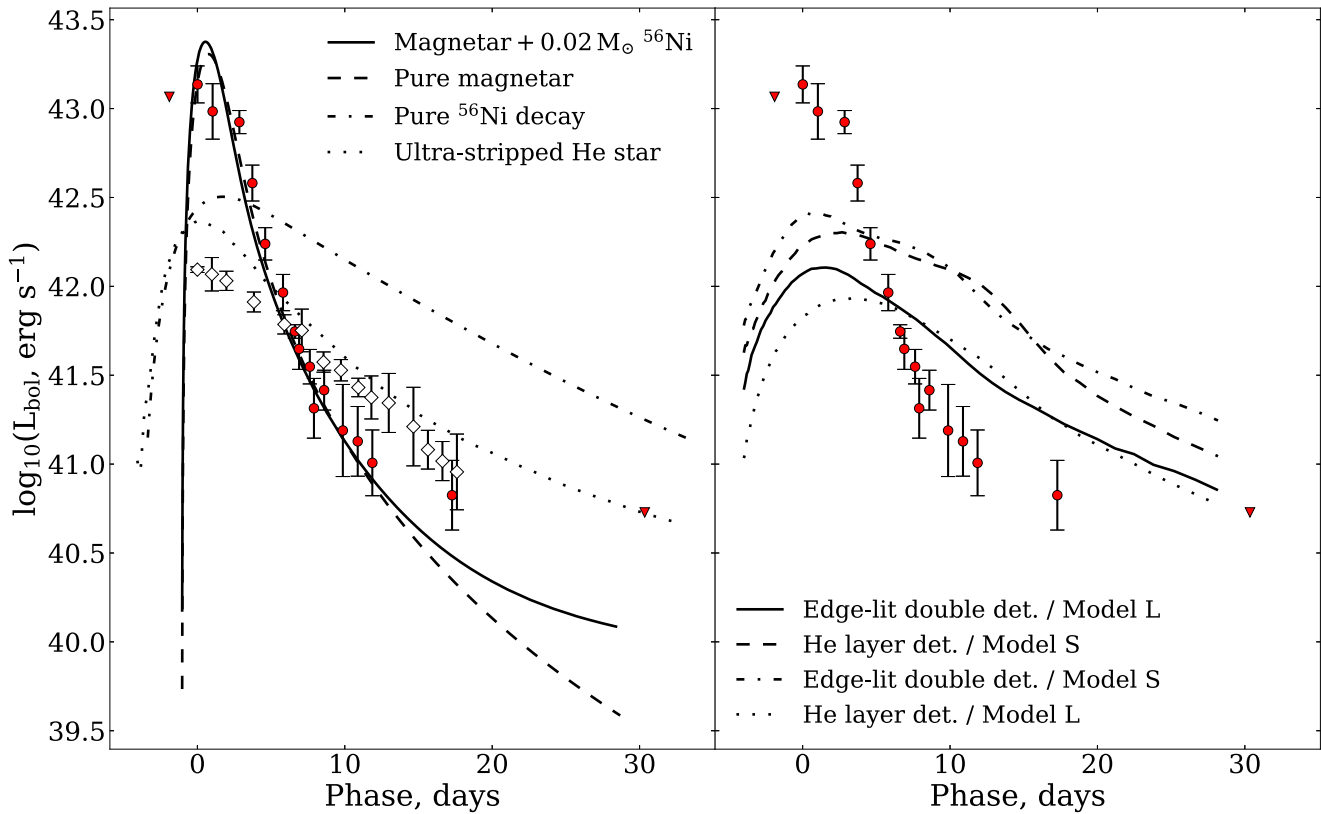 43.5
43.0
42.5
42.0
41.5
41.0
40.5
40.0
39.5
log₁₀(L_bol, erg s⁻¹)
Magnetar + 0.02 M☉ ⁵⁶Ni
Pure magnetar
Pure ⁵⁶Ni decay
Ultra-stripped He star
0 10 20 30
Phase, days
Edge-lit double det. / Model L
He layer det. / Model S
Edge-lit double det. / Model S
He layer det. / Model L
0 10 20 30
Phase, days